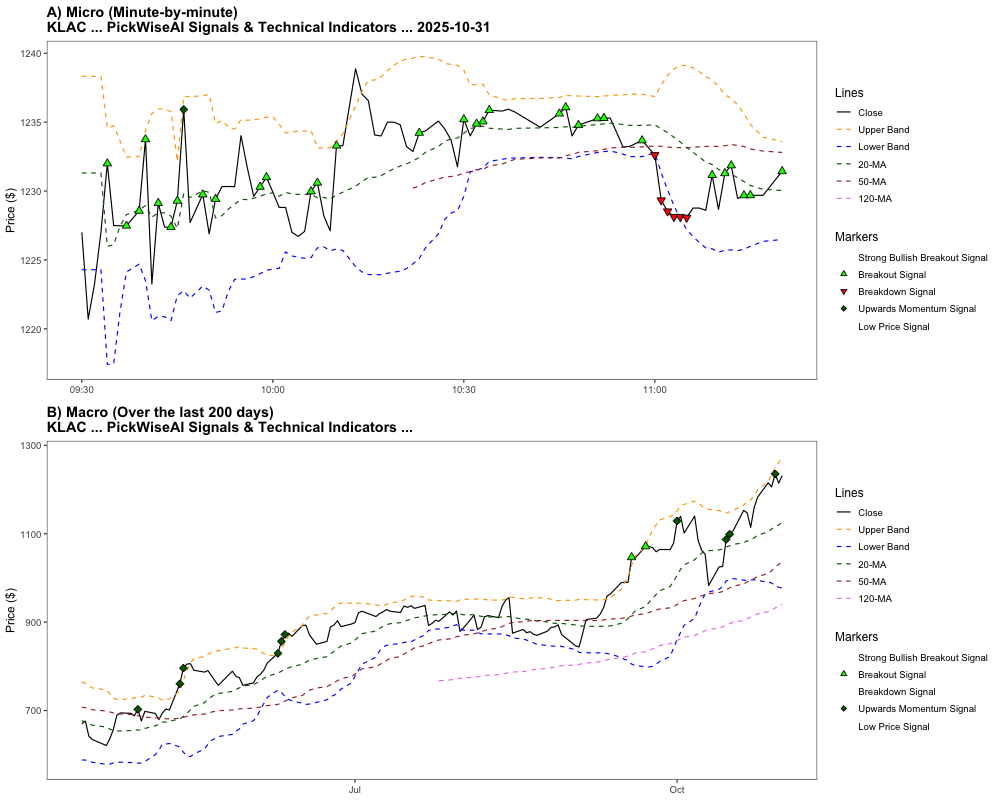 A) Micro (Minute-by-minute)
KLAC ... PickWiseAI Signals & Technical Indicators ... 2025-10-31
Price ($)
1240
1235
1230
1225
1220
09:30
10:00
10:30
11:00
Lines
Close
Upper Band
Lower Band
20-MA
50-MA
120-MA
Markers
Strong Bullish Breakout Signal
Breakout Signal
Breakdown Signal
Upwards Momentum Signal
Low Price Signal
B) Macro (Over the last 200 days)
KLAC ... PickWiseAI Signals & Technical Indicators ...
Price ($)
1300
1100
900
700
Jul
Oct
Lines
Close
Upper Band
Lower Band
20-MA
50-MA
120-MA
Markers
Strong Bullish Breakout Signal
Breakout Signal
Breakdown Signal
Upwards Momentum Signal
Low Price Signal